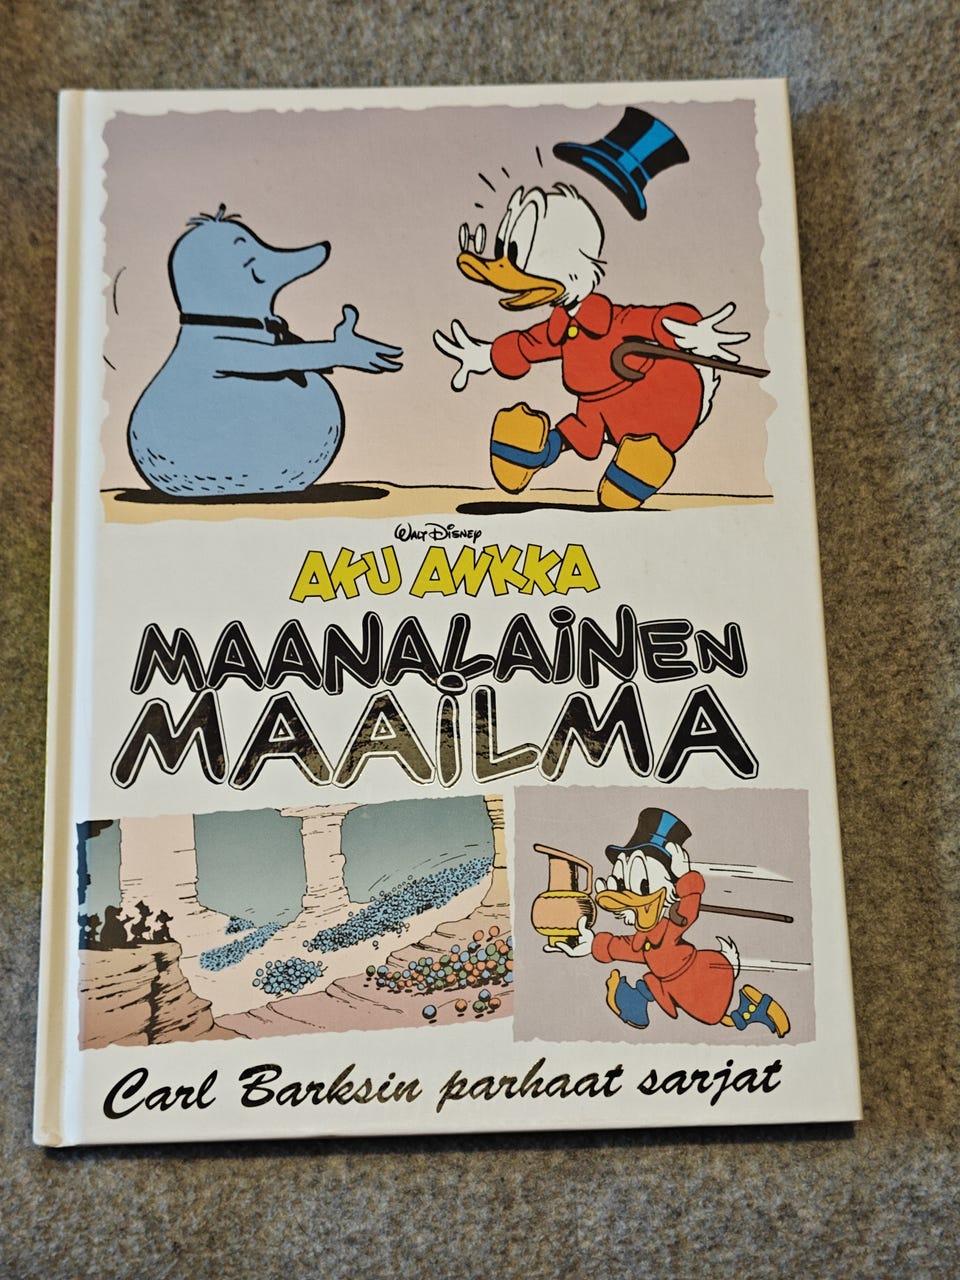 Walt Disney
AKU ANKKA
MAANALAiNEN
MAAiLMA
Carl Barksin parhaat sarjat